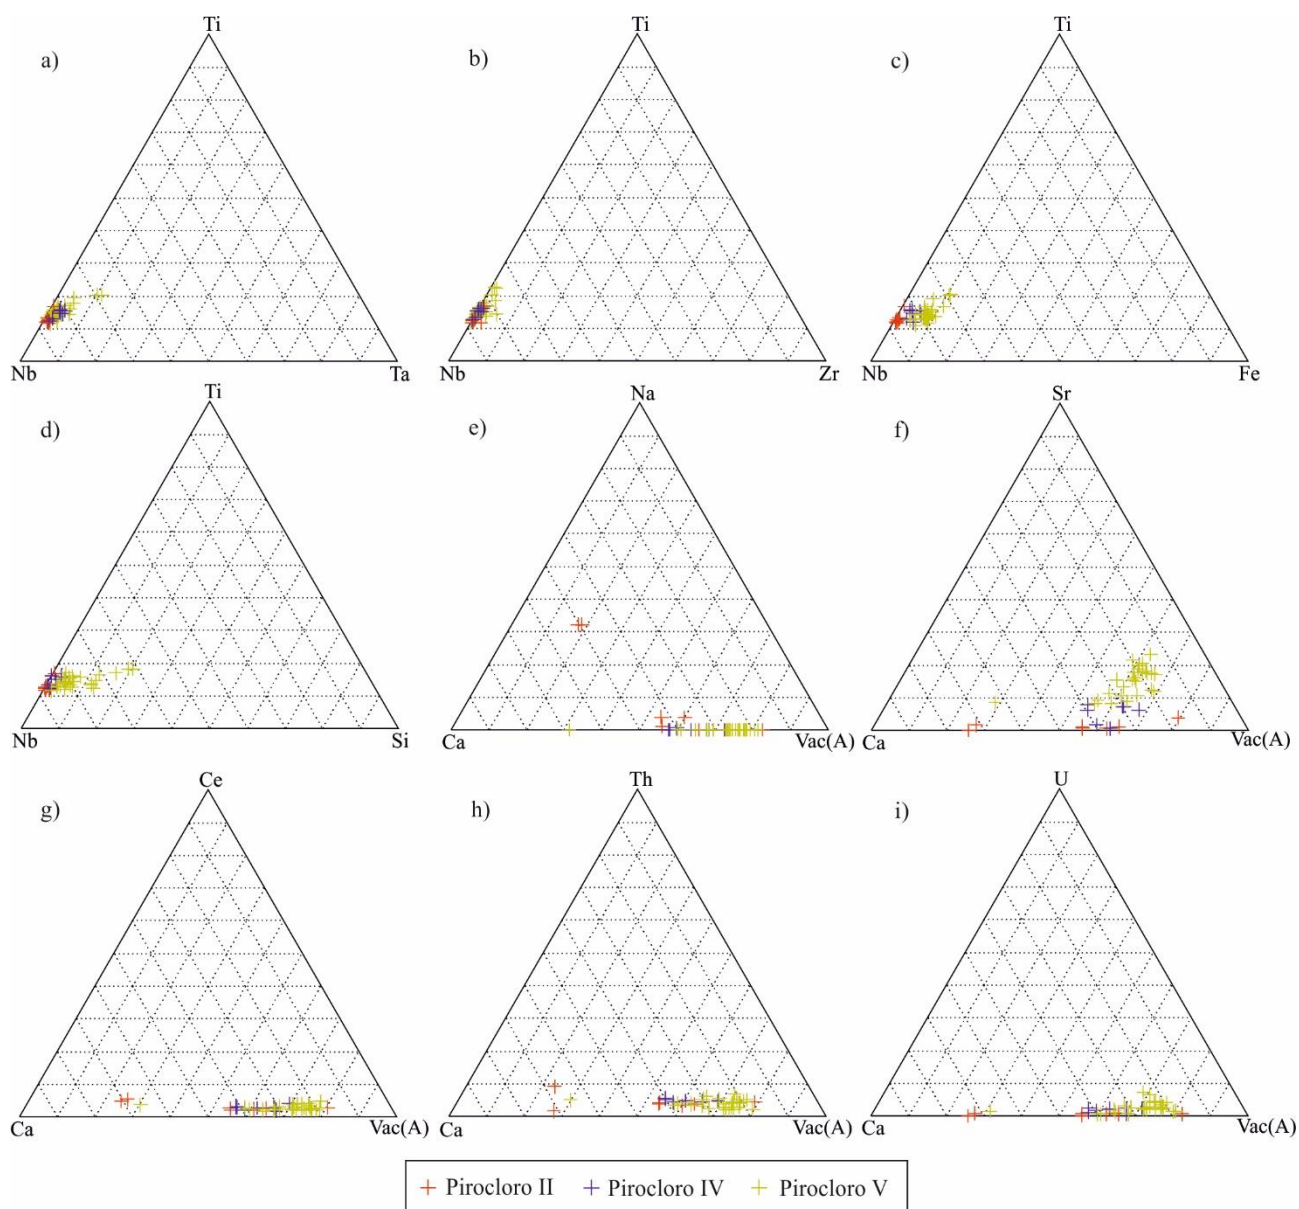 Ti Ti Ti
a) b) c)
Nb Ta Nb Zr Nb Fe
Ti Na Sr
d) e) f)
Nb Si Ca Vac(A) Ca Vac(A)
Ce Th U
g) h) i)
Ca Vac(A) Ca Vac(A) Ca Vac(A)
Pirocloro II Pirocloro IV Pirocloro V